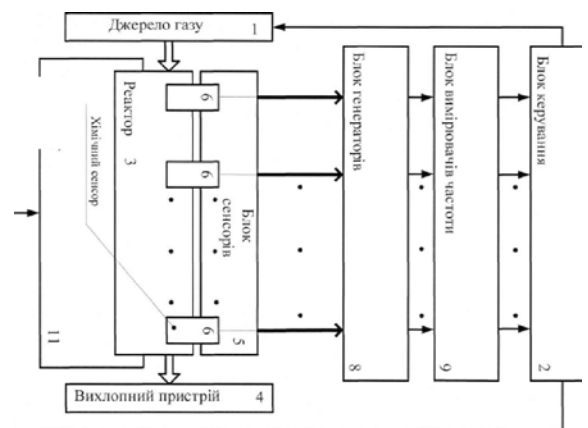 Джерело газу 1
Реактор 3
Хімічний сенсор
6
6
6
Блок сенсорів 5
Блок генераторів 8
Блок вимірювачів частоти 9
Блок керування 2
11
Вихлопний пристрій 4